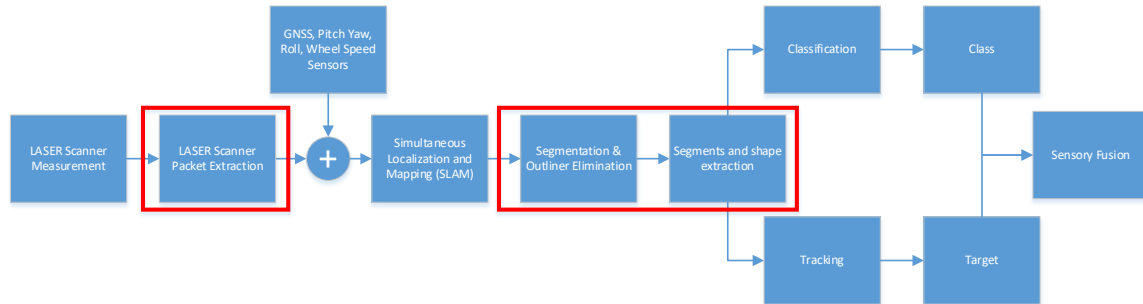 GNSS, Pitch Yaw,
Roll, Wheel Speed
Sensors
Classification
Class
LASER Scanner
Measurement
LASER Scanner
Packet Extraction
+
Simultaneous
Localization and
Mapping (SLAM)
Segmentation &
Outliner Elimination
Segments and shape
extraction
Sensory Fusion
Tracking
Target